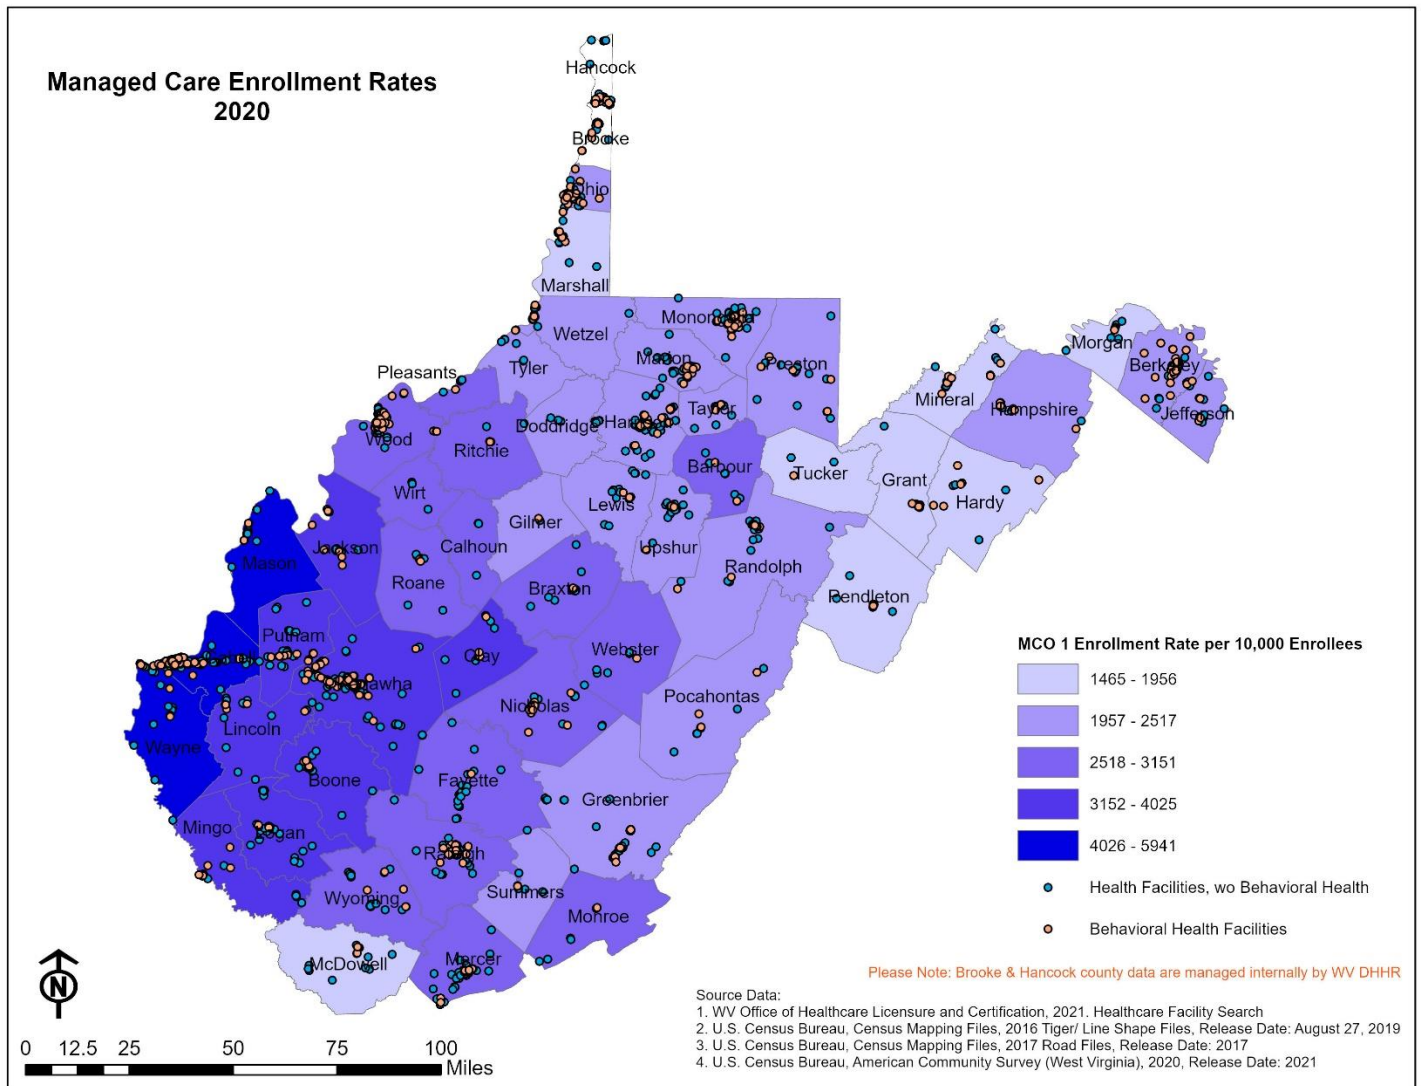 Managed Care Enrollment Rates
2020
Hancock
Brooke
Ohio
Marshall
Wetzel
Monongalia
Marion
Preston
Morgan
Berkeley
Jefferson
Pleasants
Tyler
Mineral
Hampshire
Wood
Ritchie
Doddridge
Harrison
Taylor
Barbour
Tucker
Grant
Hardy
Wirt
Gilmer
Lewis
Upshur
Randolph
Mason
Jackson
Calhoun
Roane
Braxton
Pendleton
Putnam
Cabell
Clay
Webster
Kanawha
Pocahontas
Nicholas
Lincoln
Wayne
Boone
Fayette
Greenbrier
Mingo
Logan
Raleigh
Wyoming
Summers
Monroe
McDowell
Mercer
MCO 1 Enrollment Rate per 10,000 Enrollees
1465 - 1956
1957 - 2517
2518 - 3151
3152 - 4025
4026 - 5941
Health Facilities, wo Behavioral Health
Behavioral Health Facilities
Please Note: Brooke & Hancock county data are managed internally by WV DHHR
Source Data:
1. WV Office of Healthcare Licensure and Certification, 2021. Healthcare Facility Search
2. U.S. Census Bureau, Census Mapping Files, 2016 Tiger/ Line Shape Files, Release Date: August 27, 2019
3. U.S. Census Bureau, Census Mapping Files, 2017 Road Files, Release Date: 2017
4. U.S. Census Bureau, American Community Survey (West Virginia), 2020, Release Date: 2021
N
0 12.5 25 50 75 100
Miles